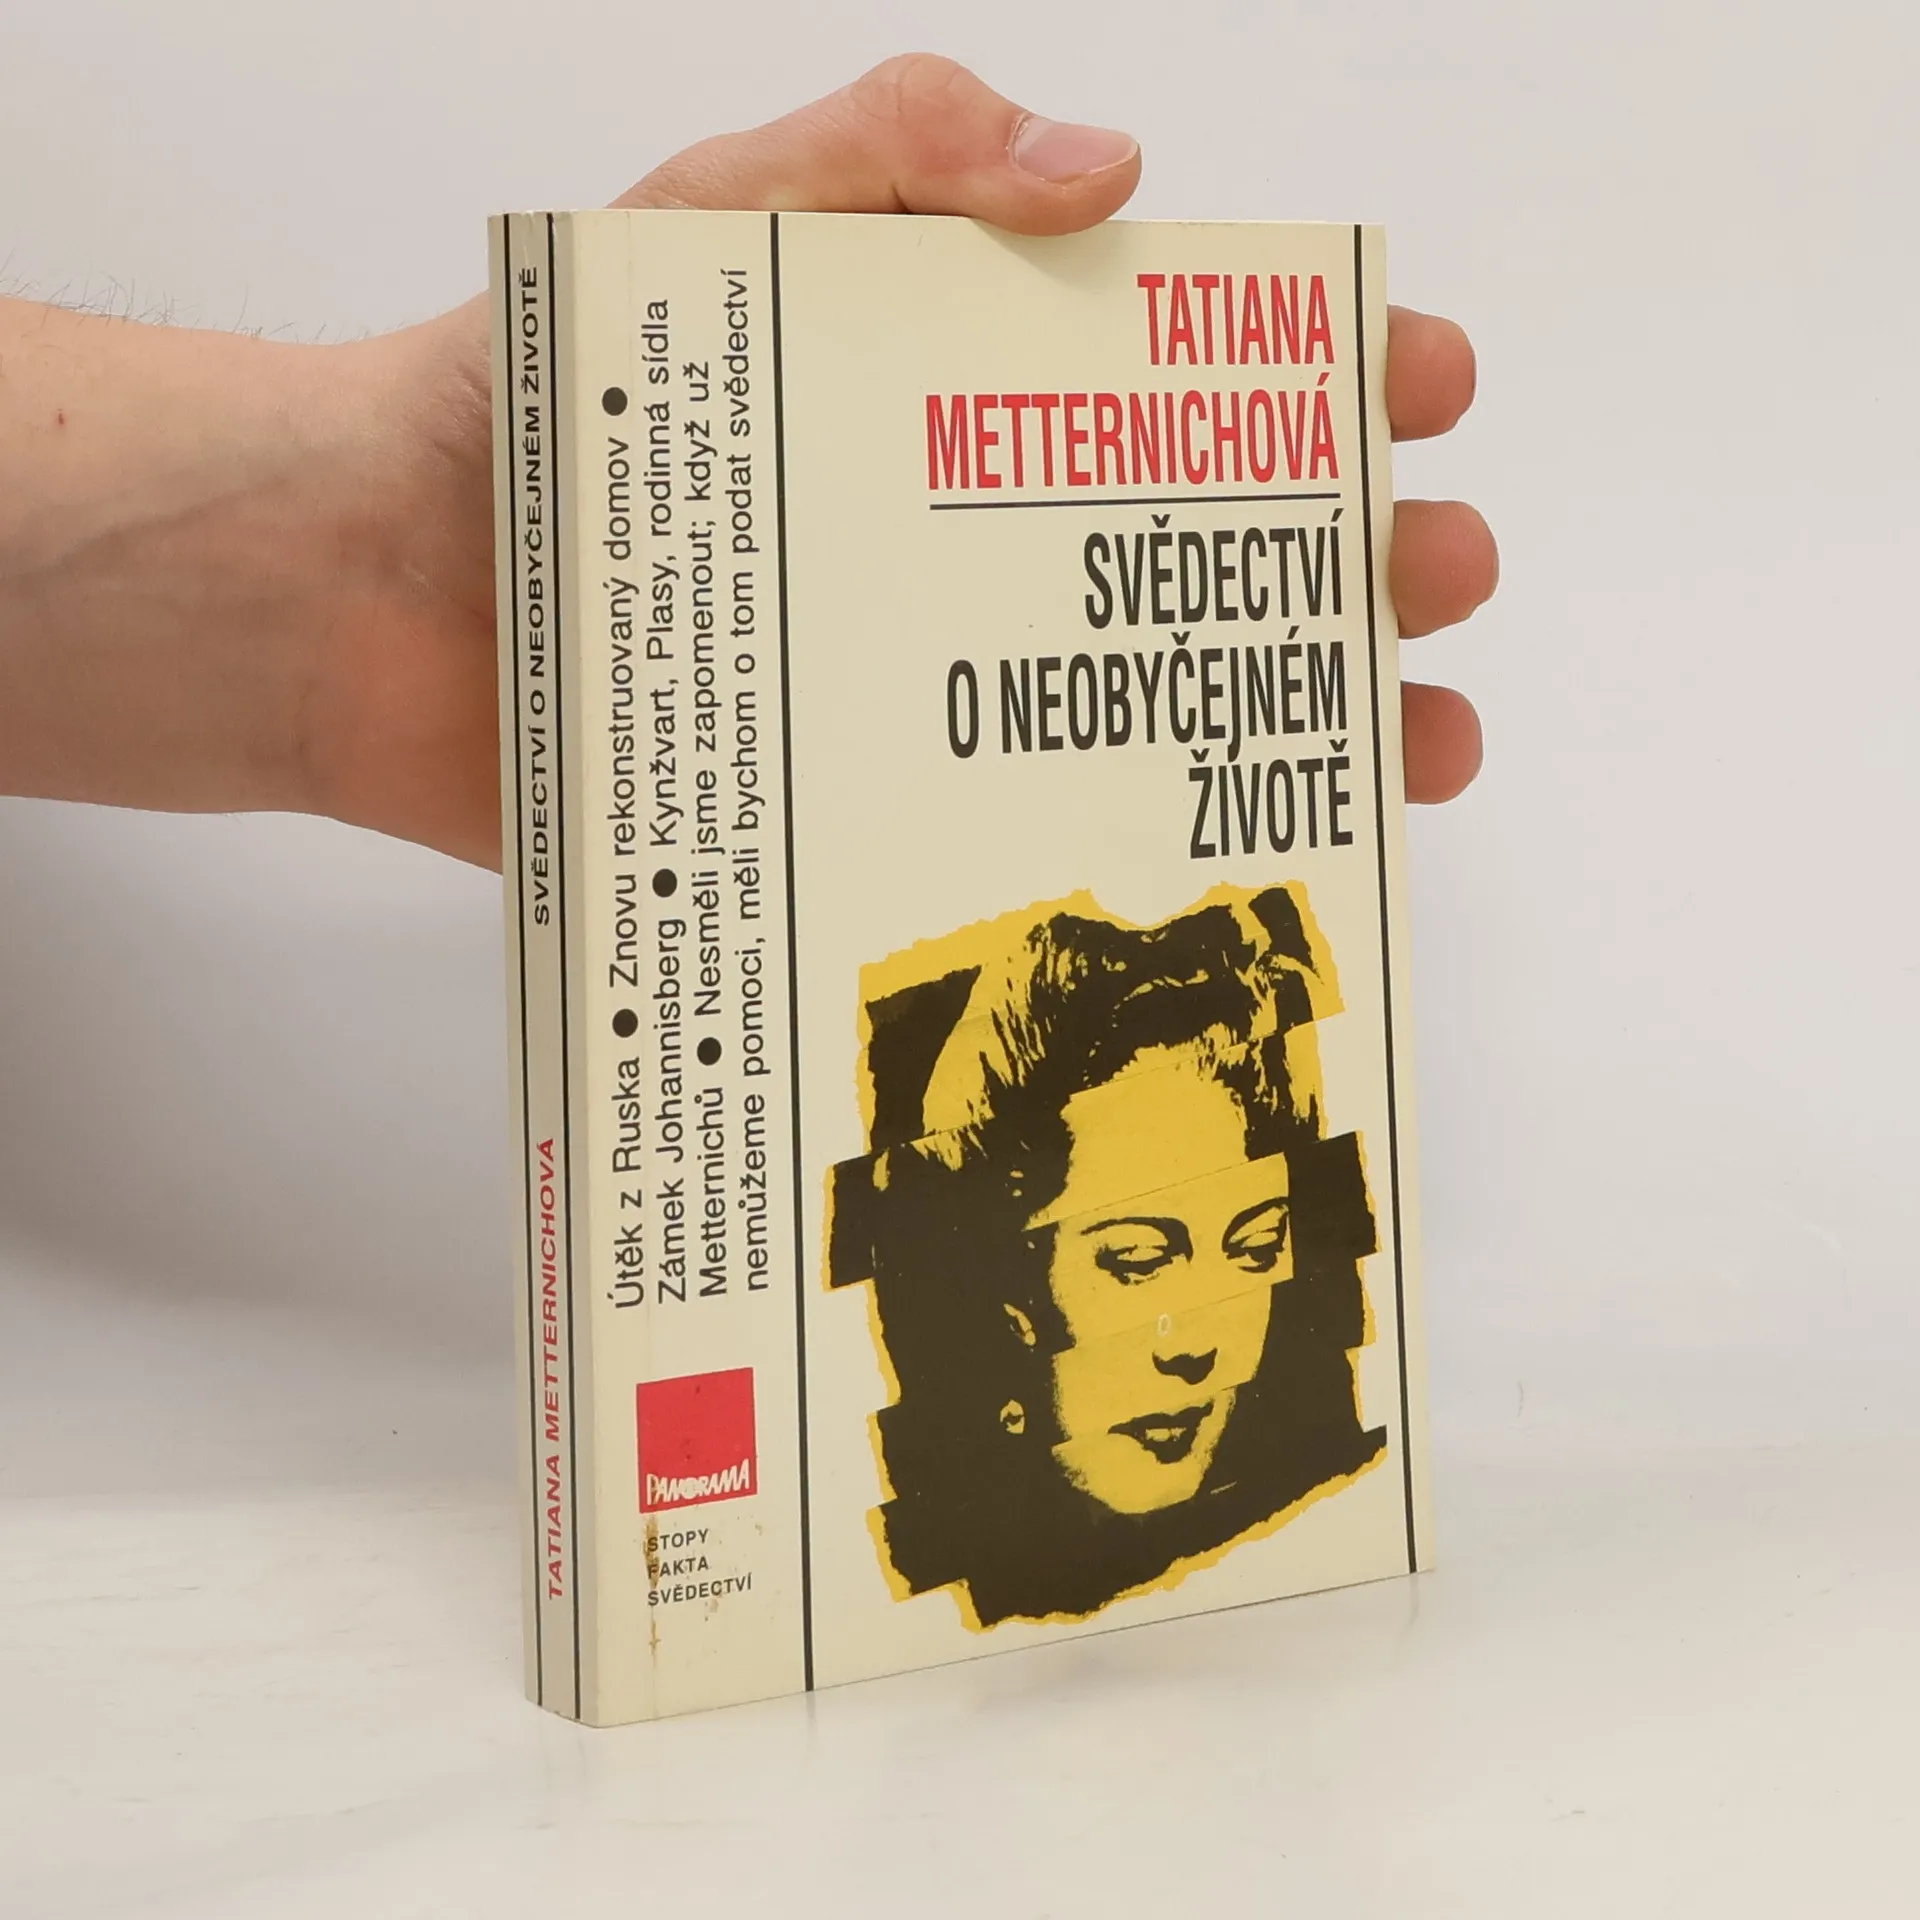 TATIANA
METTERNICHOVÁ
SVĚDECTVÍ
O NEOBYČEJNÉM
ŽIVOTĚ
Útěk z Ruska ● Znovu rekonstruovaný domov ●
Zámek Johannisberg ● Kynžvart, Plasy, rodinná sídla
Metternichů ● Nesměli jsme zapomenout; když už
nemůžeme pomoci, měli bychom o tom podat svědectví
PANORAMA
STOPY
FAKTA
SVĚDECTVÍ
TATIANA METTERNICHOVÁ SVĚDECTVÍ O NEOBYČEJNÉM ŽIVOTĚ